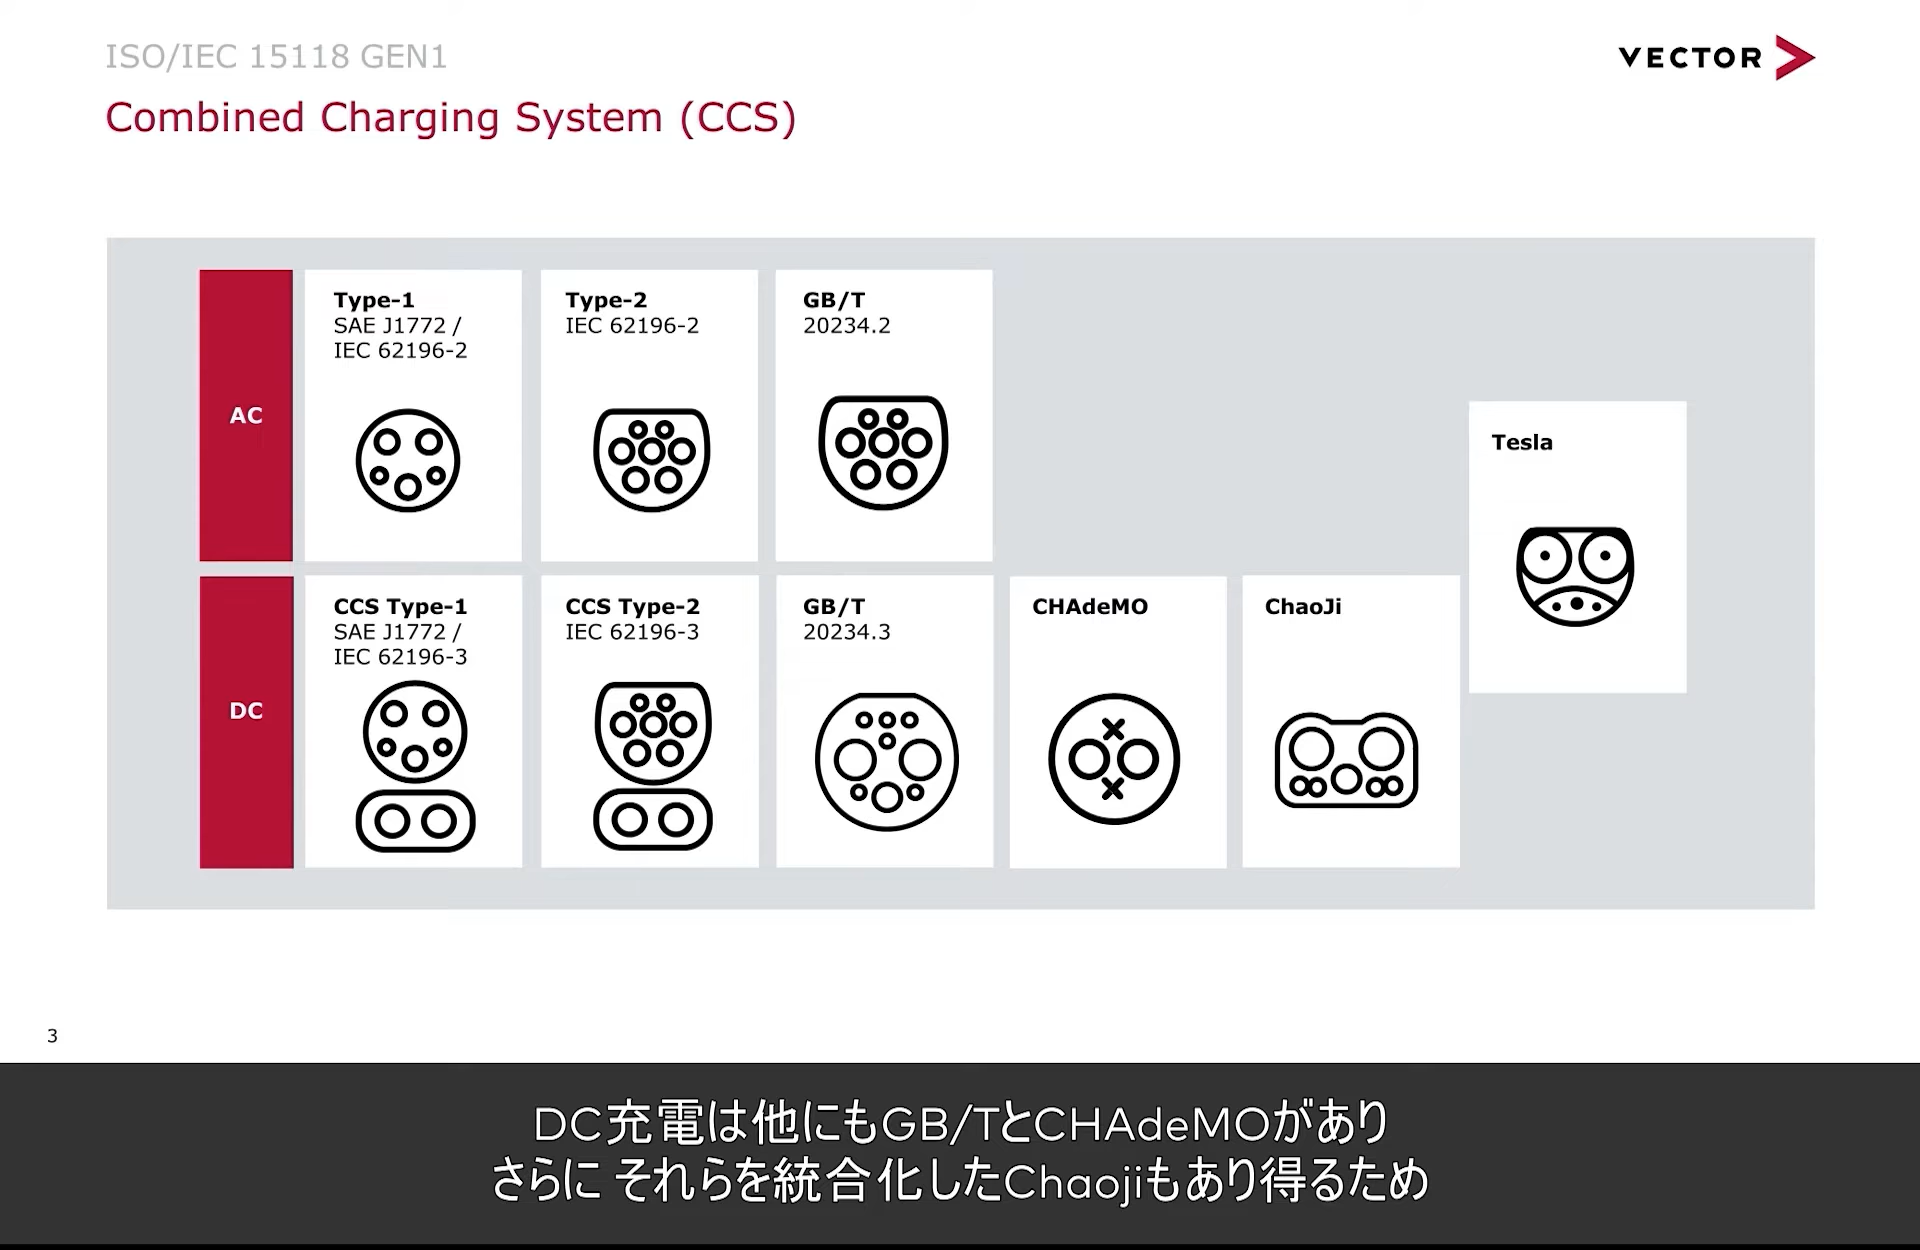 ISO/IEC 15118 GEN1
VECTOR
Combined Charging System (CCS)
AC
Type-1
SAE J1772 /
IEC 62196-2
Type-2
IEC 62196-2
GB/T
20234.2
Tesla
DC
CCS Type-1
SAE J1772 /
IEC 62196-3
CCS Type-2
IEC 62196-3
GB/T
20234.3
CHAdeMO
ChaoJi
3
DC充電は他にもGB/TとCHAdeMOがあり
さらに それらを統合化したChaojiもあり得るため